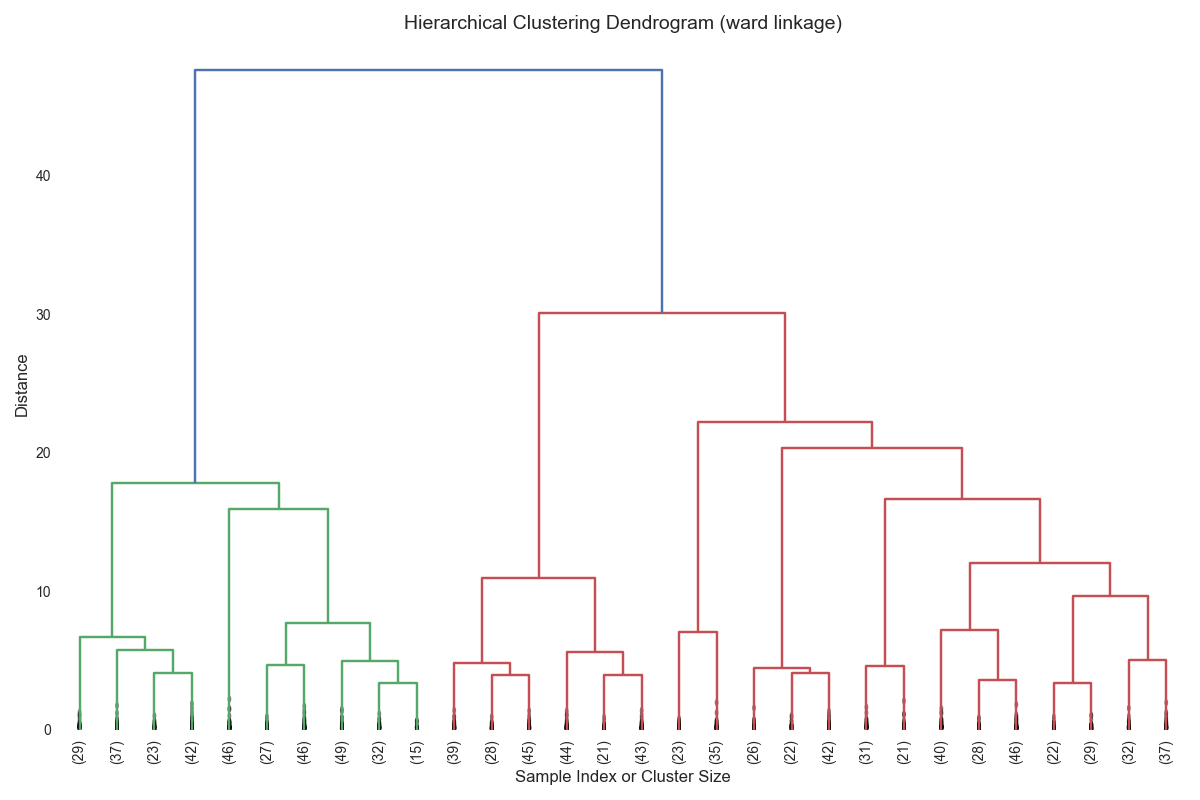 Hierarchical Clustering Dendrogram (ward linkage)
Distance
40
30
20
10
0
(29) (37) (23) (42) (46) (27) (46) (49) (32) (15) (39) (28) (45) (44) (21) (43) (23) (35) (26) (22) (42) (31) (21) (40) (28) (46) (22) (29) (32) (37)
Sample Index or Cluster Size